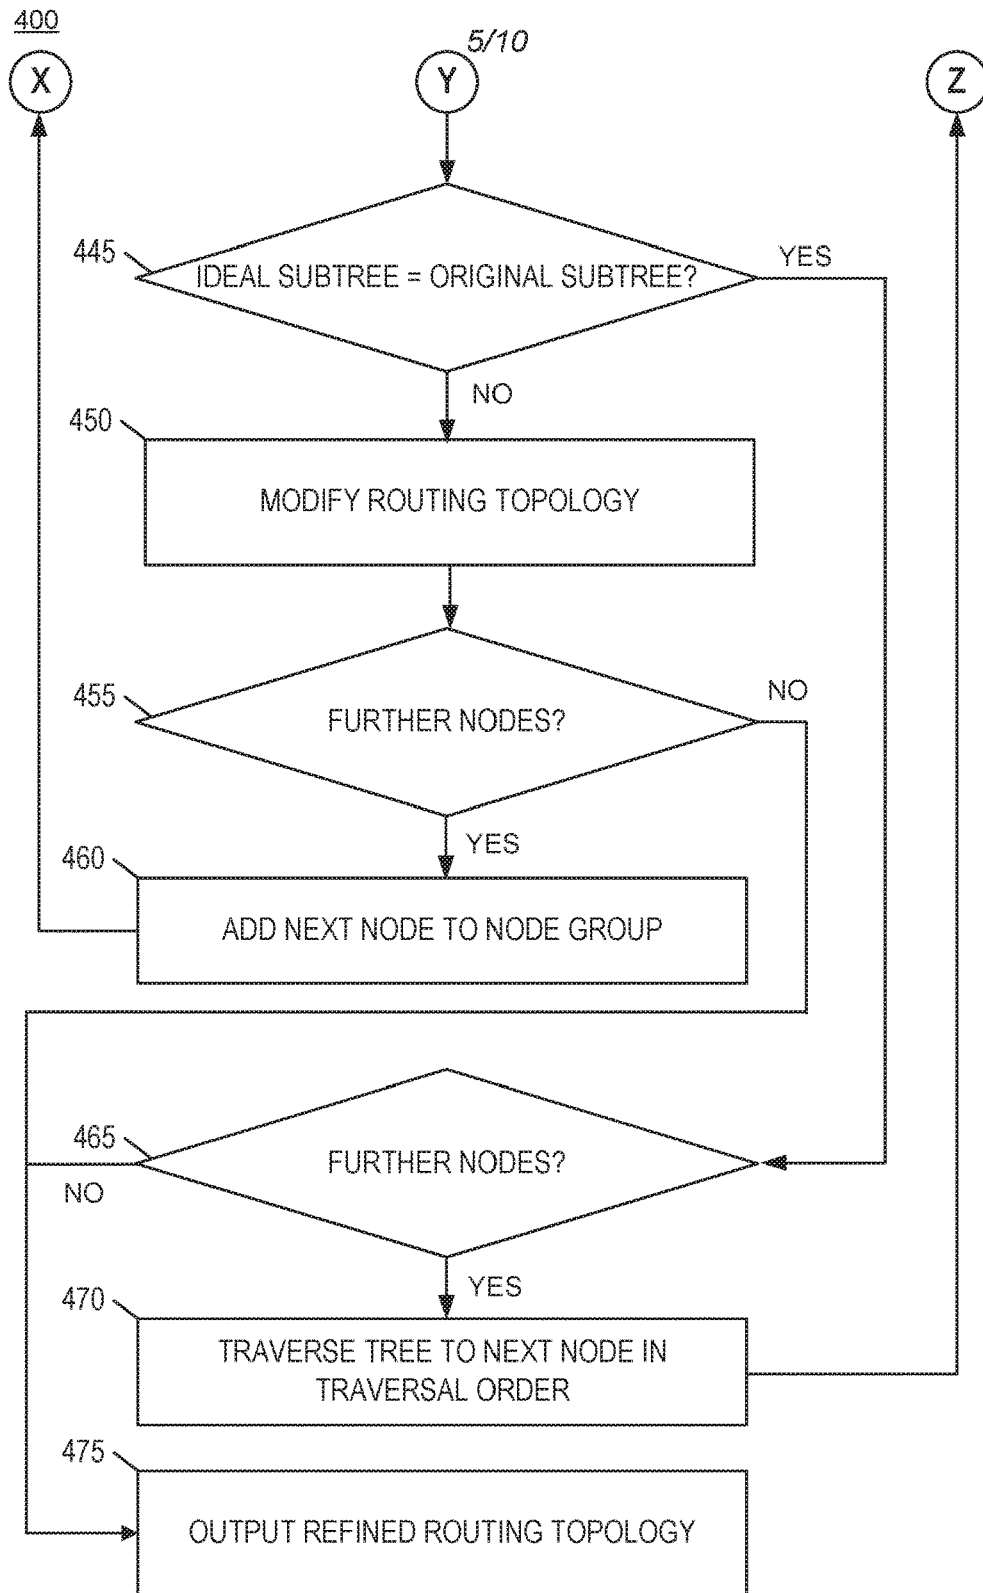 400
5/10
X
Y
Z
445
IDEAL SUBTREE = ORIGINAL SUBTREE?
YES
NO
450
MODIFY ROUTING TOPOLOGY
455
FURTHER NODES?
NO
YES
460
ADD NEXT NODE TO NODE GROUP
465
FURTHER NODES?
NO
YES
470
TRAVERSE TREE TO NEXT NODE IN
TRAVERSAL ORDER
475
OUTPUT REFINED ROUTING TOPOLOGY